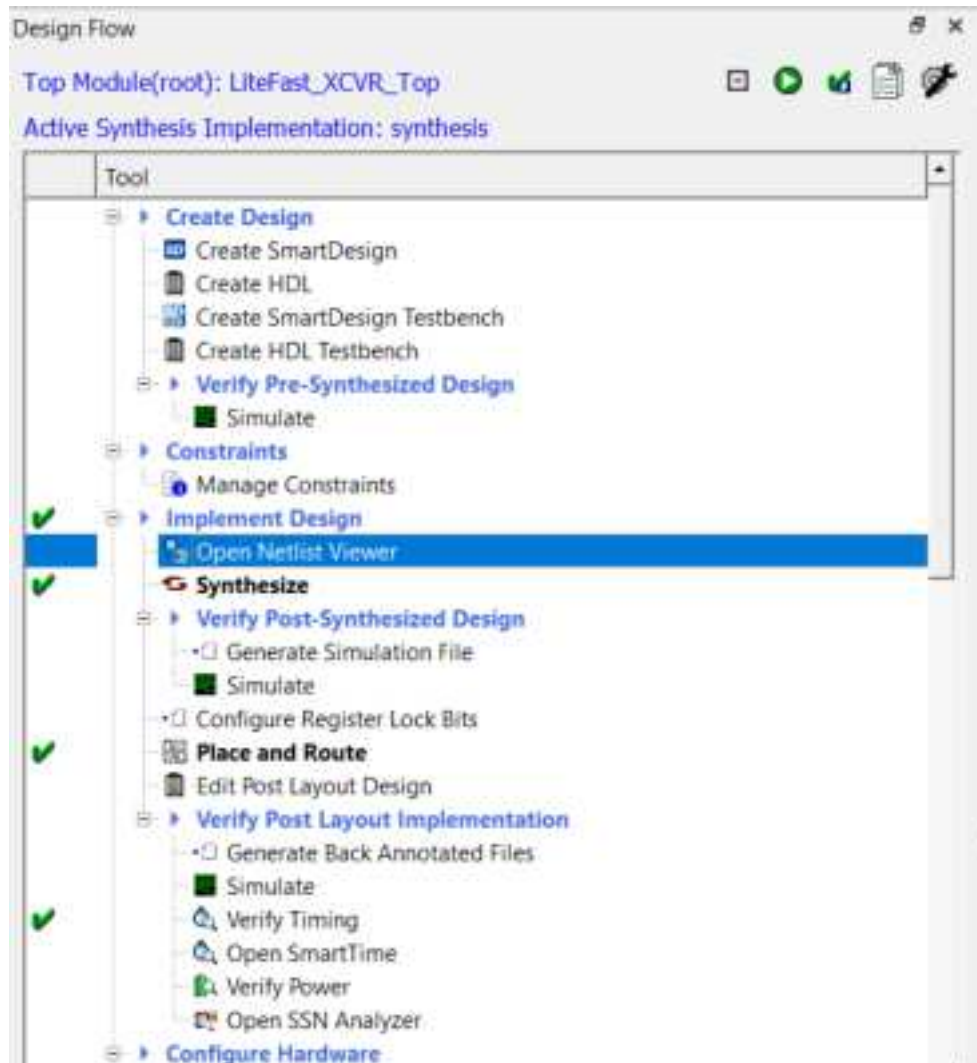 Design Flow
Top Module(root): LiteFast_XCVR_Top
Active Synthesis Implementation: synthesis
Tool
Create Design
Create SmartDesign
Create HDL
Create SmartDesign Testbench
Create HDL Testbench
Verify Pre-Synthesized Design
Simulate
Constraints
Manage Constraints
Implement Design
Open Netlist Viewer
Synthesize
Verify Post-Synthesized Design
Generate Simulation File
Simulate
Configure Register Lock Bits
Place and Route
Edit Post Layout Design
Verify Post Layout Implementation
Generate Back Annotated Files
Simulate
Verify Timing
Open SmartTime
Verify Power
Open SSN Analyzer
Configure Hardware